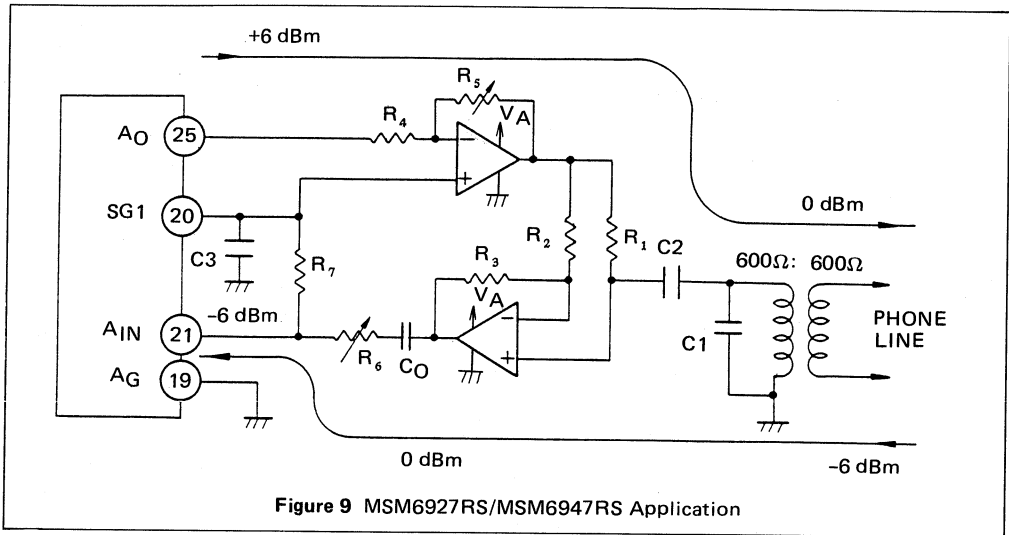 +6 dBm
R5
VA
R4
AO
25
SG1
20
0 dBm
R2
R1
C2
600Ω: 600Ω
C3
R7
R3
VA
−6 dBm
C1
PHONE
LINE
AIN
21
R6
CO
AG
19
0 dBm
−6 dBm
Figure 9 MSM6927RS/MSM6947RS Application